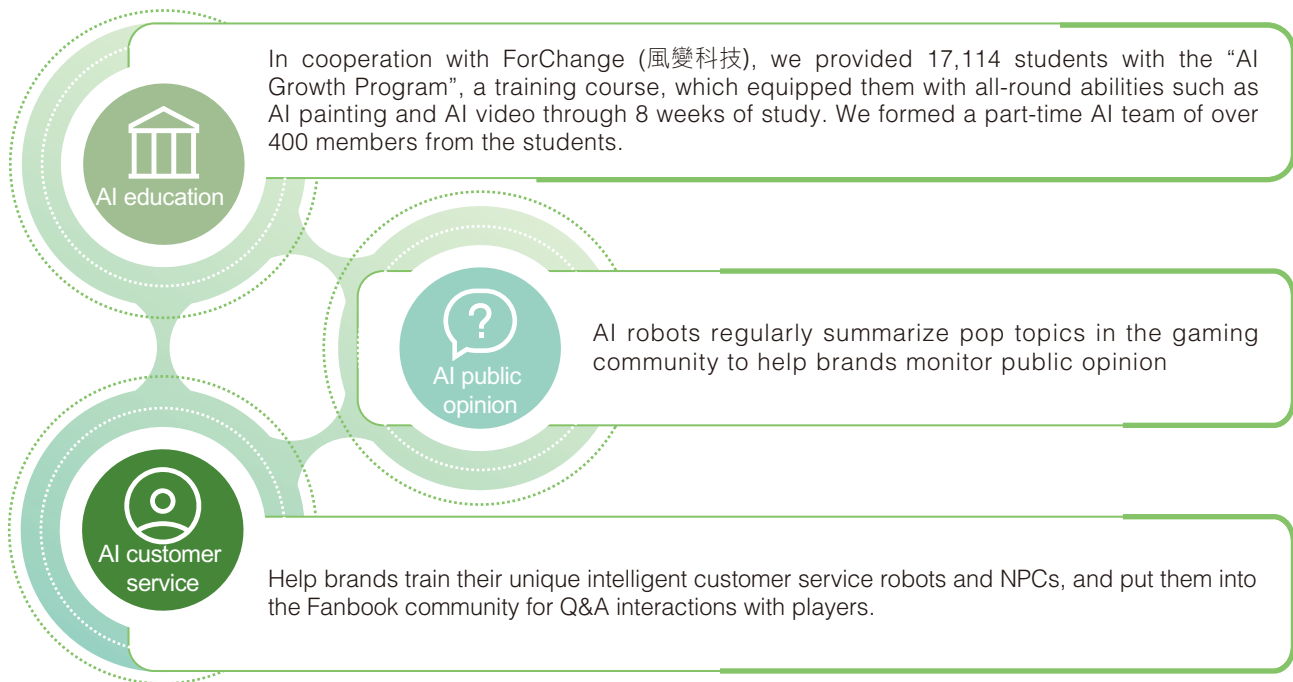 In cooperation with ForChange (風變科技), we provided 17,114 students with the “AI
Growth Program”, a training course, which equipped them with all-round abilities such as
AI painting and AI video through 8 weeks of study. We formed a part-time AI team of over
400 members from the students.
AI education
AI robots regularly summarize pop topics in the gaming
community to help brands monitor public opinion
AI public
opinion
AI customer
service
Help brands train their unique intelligent customer service robots and NPCs, and put them into
the Fanbook community for Q&A interactions with players.